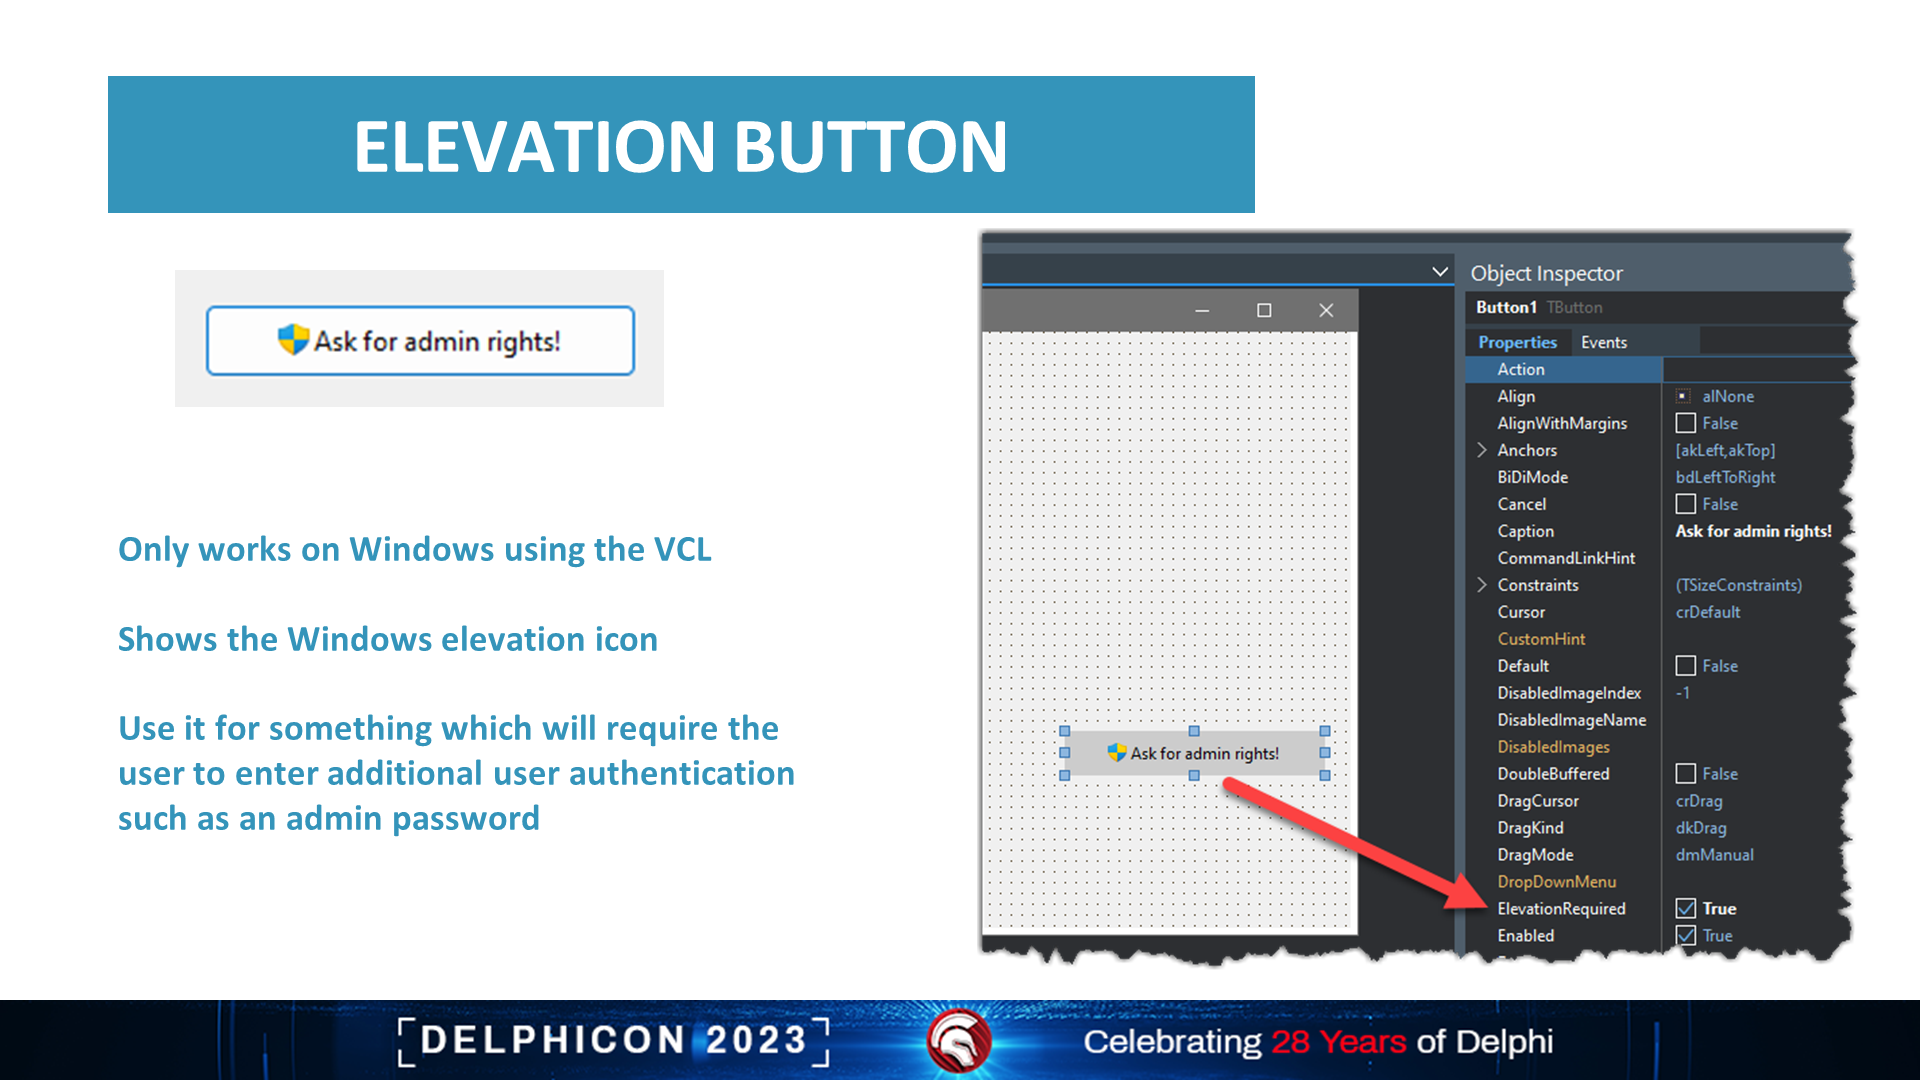 ELEVATION BUTTON
Ask for admin rights!
Only works on Windows using the VCL
Shows the Windows elevation icon
Use it for something which will require the
user to enter additional user authentication
such as an admin password
Ask for admin rights!
Object Inspector
Button1 TButton
Properties Events
Action
Align alNone
AlignWithMargins False
Anchors [akLeft,akTop]
BiDiMode bdLeftToRight
Cancel False
Caption Ask for admin rights!
CommandLinkHint
Constraints (TSizeConstraints)
Cursor crDefault
CustomHint
Default False
DisabledImageIndex -1
DisabledImageName
DisabledImages
DoubleBuffered False
DragCursor crDrag
DragKind dkDrag
DragMode dmManual
DropDownMenu
ElevationRequired True
Enabled True
DELPHICON 2023
Celebrating 28 Years of Delphi